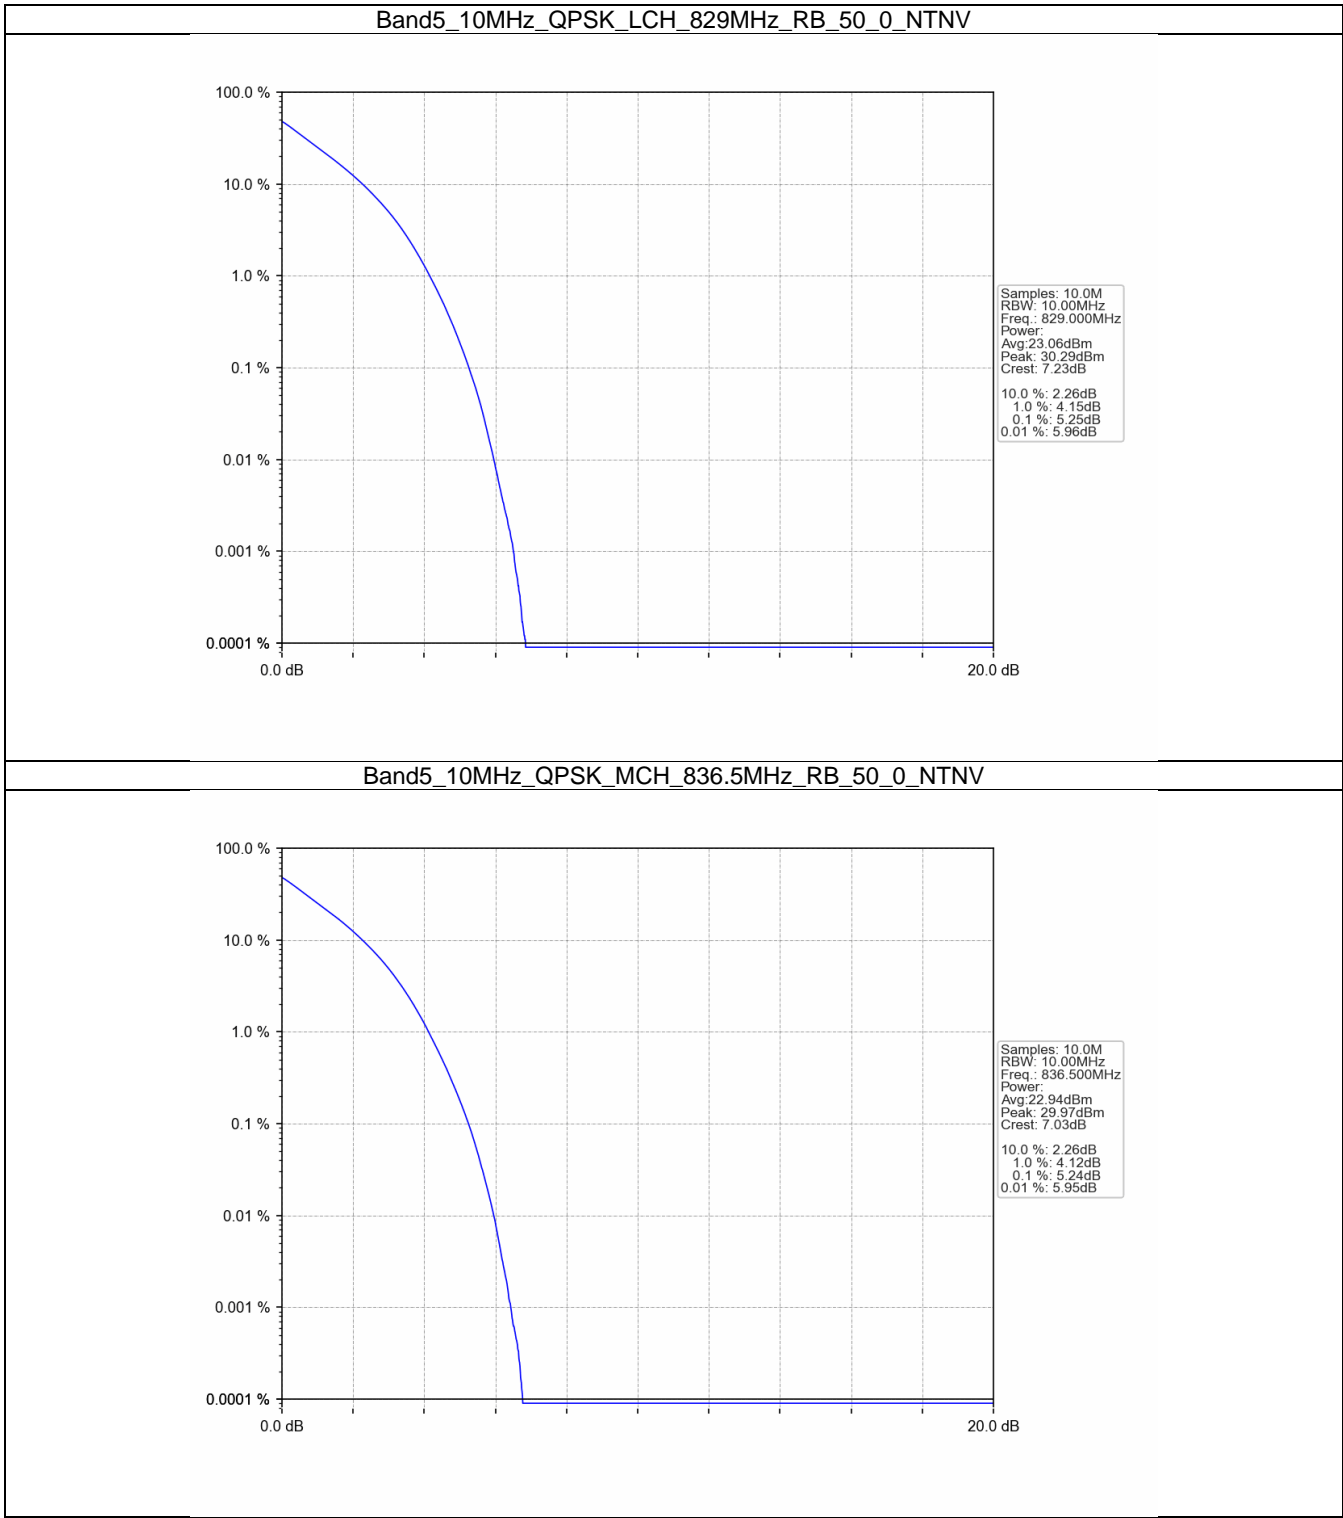 Band5_10MHz_QPSK_LCH_829MHz_RB_50_0_NTNV
100.0 %
10.0 %
1.0 %
0.1 %
0.01 %
0.001 %
0.0001 %
0.0 dB
20.0 dB
Samples: 10.0M
RBW: 10.00MHz
Freq.: 829.000MHz
Power:
Avg:23.06dBm
Peak: 30.29dBm
Crest: 7.23dB
10.0 %: 2.26dB
1.0 %: 4.15dB
0.1 %: 5.25dB
0.01 %: 5.96dB
Band5_10MHz_QPSK_MCH_836.5MHz_RB_50_0_NTNV
100.0 %
10.0 %
1.0 %
0.1 %
0.01 %
0.001 %
0.0001 %
0.0 dB
20.0 dB
Samples: 10.0M
RBW: 10.00MHz
Freq.: 836.500MHz
Power:
Avg:22.94dBm
Peak: 29.97dBm
Crest: 7.03dB
10.0 %: 2.26dB
1.0 %: 4.12dB
0.1 %: 5.24dB
0.01 %: 5.95dB